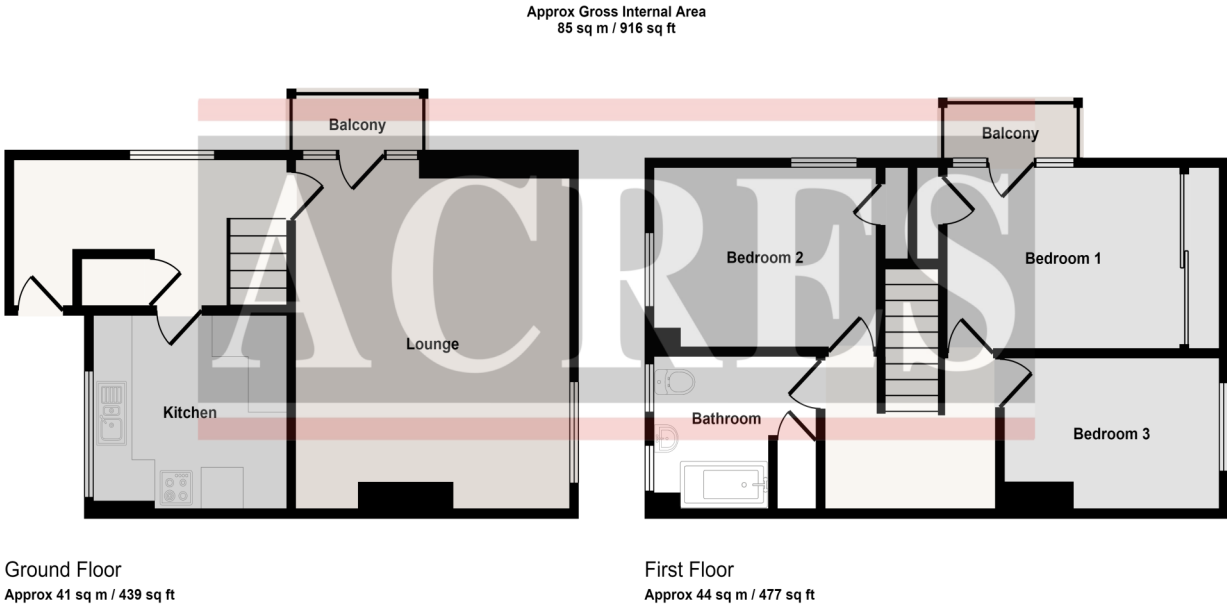 Approx Gross Internal Area
85 sq m / 916 sq ft
Balcony
Balcony
Bedroom 2
Bedroom 1
ACRES
Lounge
Kitchen
Bathroom
Bedroom 3
Ground Floor
Approx 41 sq m / 439 sq ft
First Floor
Approx 44 sq m / 477 sq ft